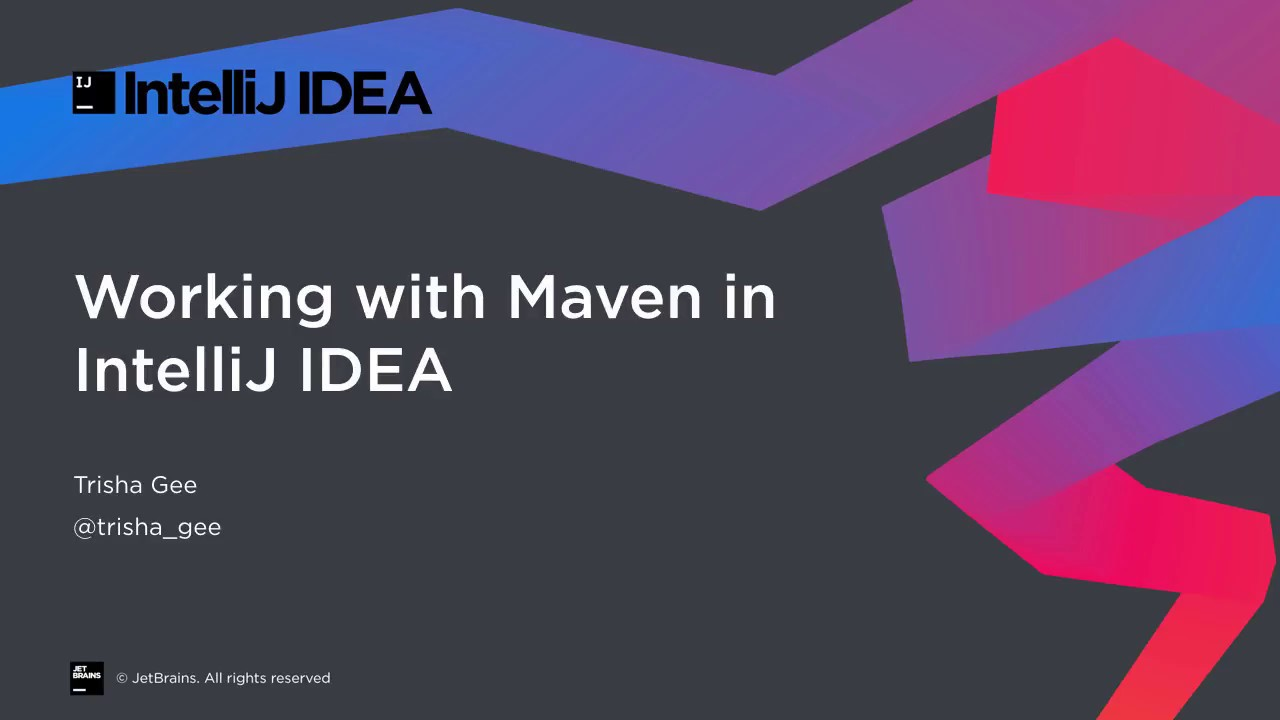 IJ IntelliJ IDEA
Working with Maven in
IntelliJ IDEA
Trisha Gee
@trisha_gee
JET
BRAINS
© JetBrains. All rights reserved